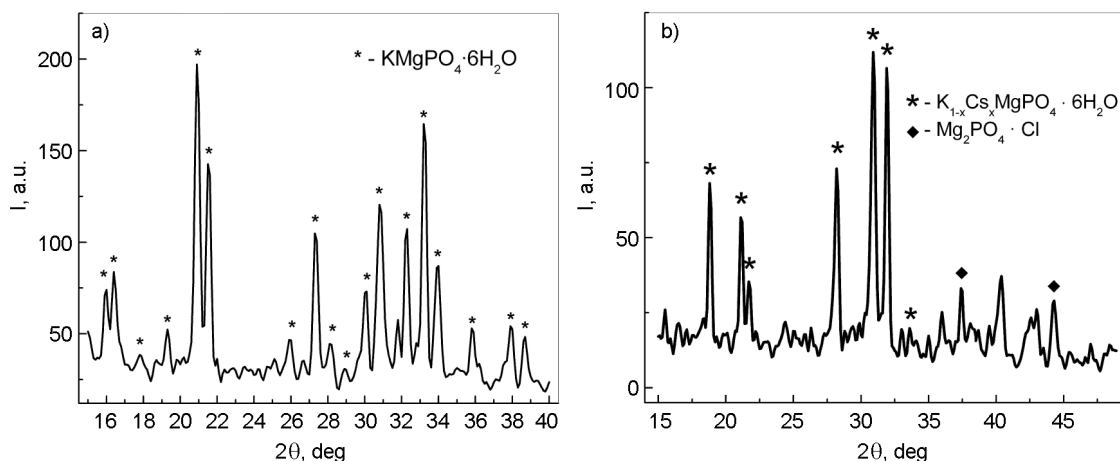 a)
* - KMgPO₄·6H₂O
200
150
100
50
I, a.u.
16 18 20 22 24 26 28 30 32 34 36 38 40
2θ, deg
b)
* - K₁₋ₓCsₓMgPO₄ · 6H₂O
◆ - Mg₂PO₄ · Cl
100
50
0
I, a.u.
15 20 25 30 35 40 45
2θ, deg